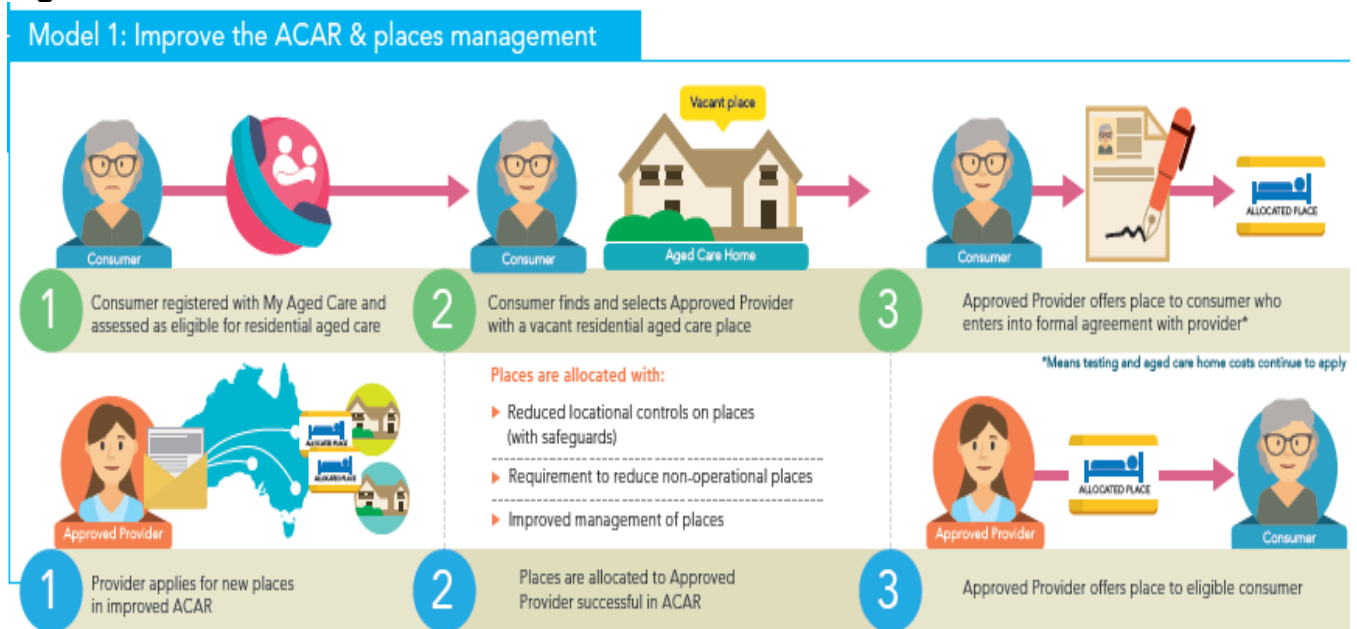 Model 1: Improve the ACAR & places management
Vacant place
Consumer
Consumer
Aged Care Home
Consumer
ALLOCATED PLACE
1
Consumer registered with My Aged Care and
assessed as eligible for residential aged care
2
Consumer finds and selects Approved Provider
with a vacant residential aged care place
3
Approved Provider offers place to consumer who
enters into formal agreement with provider*
*Means testing and aged care home costs continue to apply
ALLOCATED PLACE
ALLOCATED PLACE
Approved Provider
Places are allocated with:
Reduced locational controls on places
(with safeguards)
Requirement to reduce non-operational places
Improved management of places
Approved Provider
ALLOCATED PLACE
Consumer
1
Provider applies for new places
in improved ACAR
2
Places are allocated to Approved
Provider successful in ACAR
3
Approved Provider offers place to eligible consumer